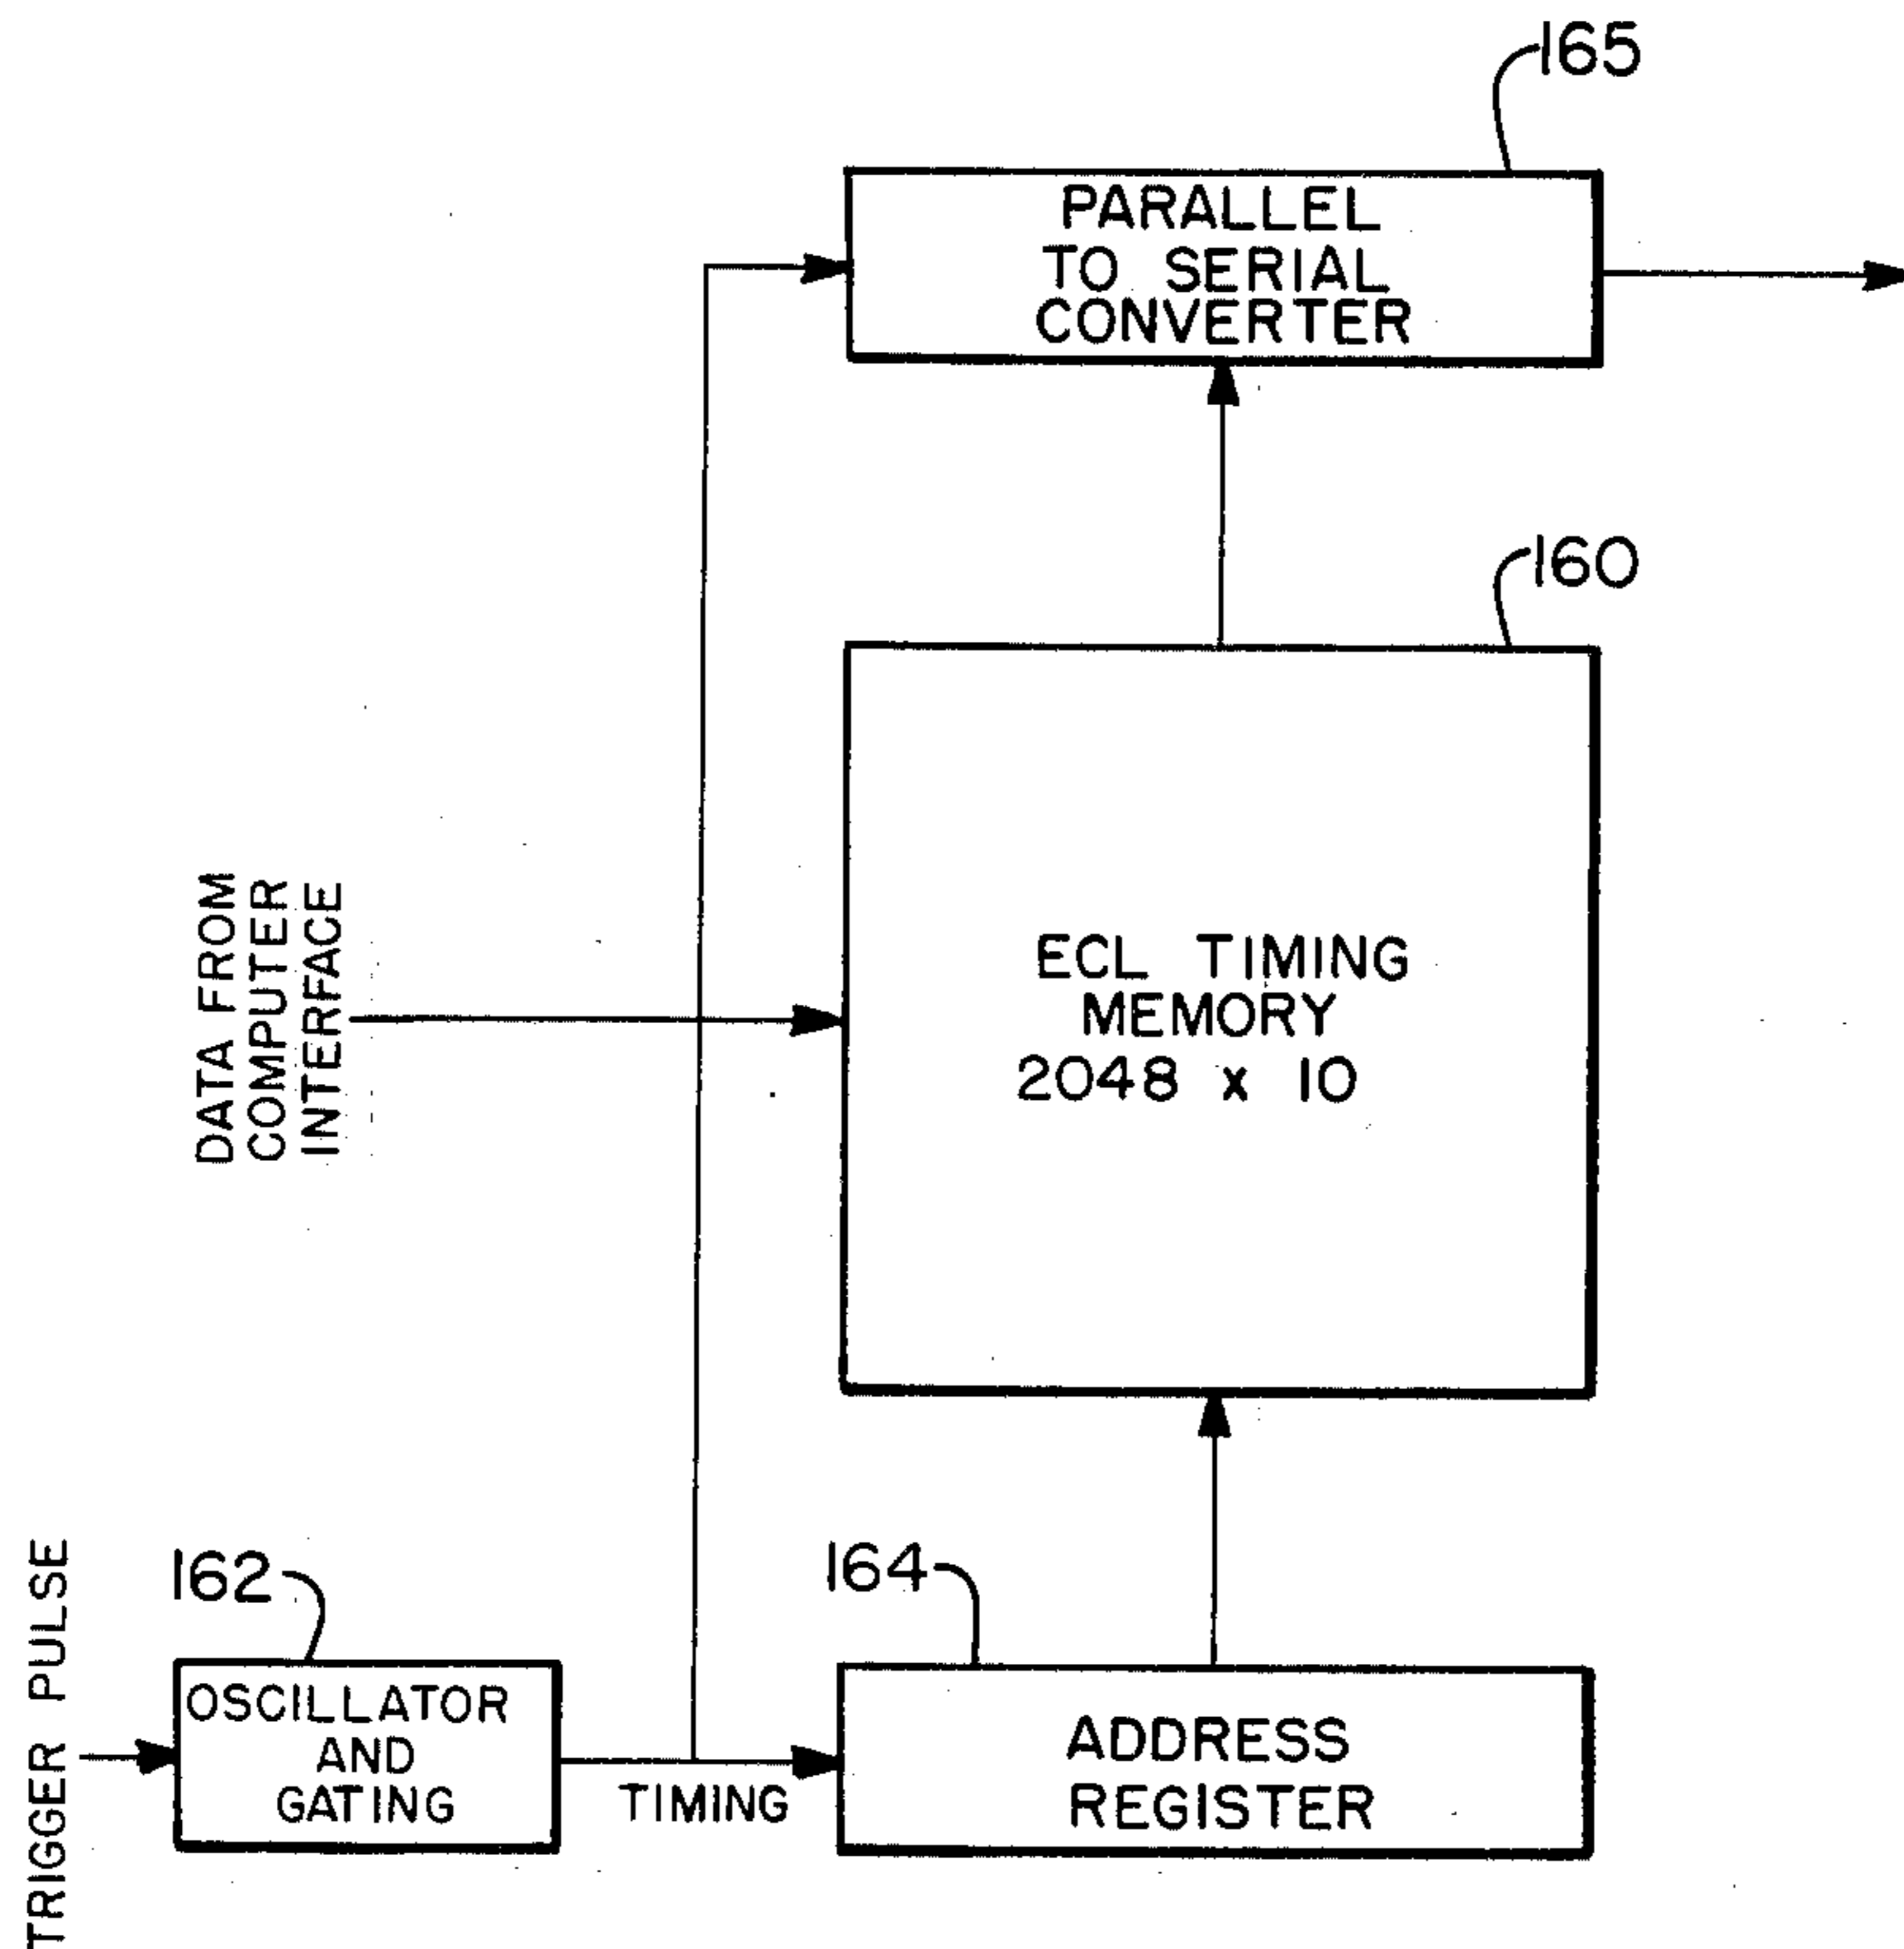 165
PARALLEL
TO SERIAL
CONVERTER
160
DATA FROM
COMPUTER
INTERFACE
ECL TIMING
MEMORY
2048 x 10
TRIGGER PULSE
162
OSCILLATOR
AND
GATING
TIMING
164
ADDRESS
REGISTER